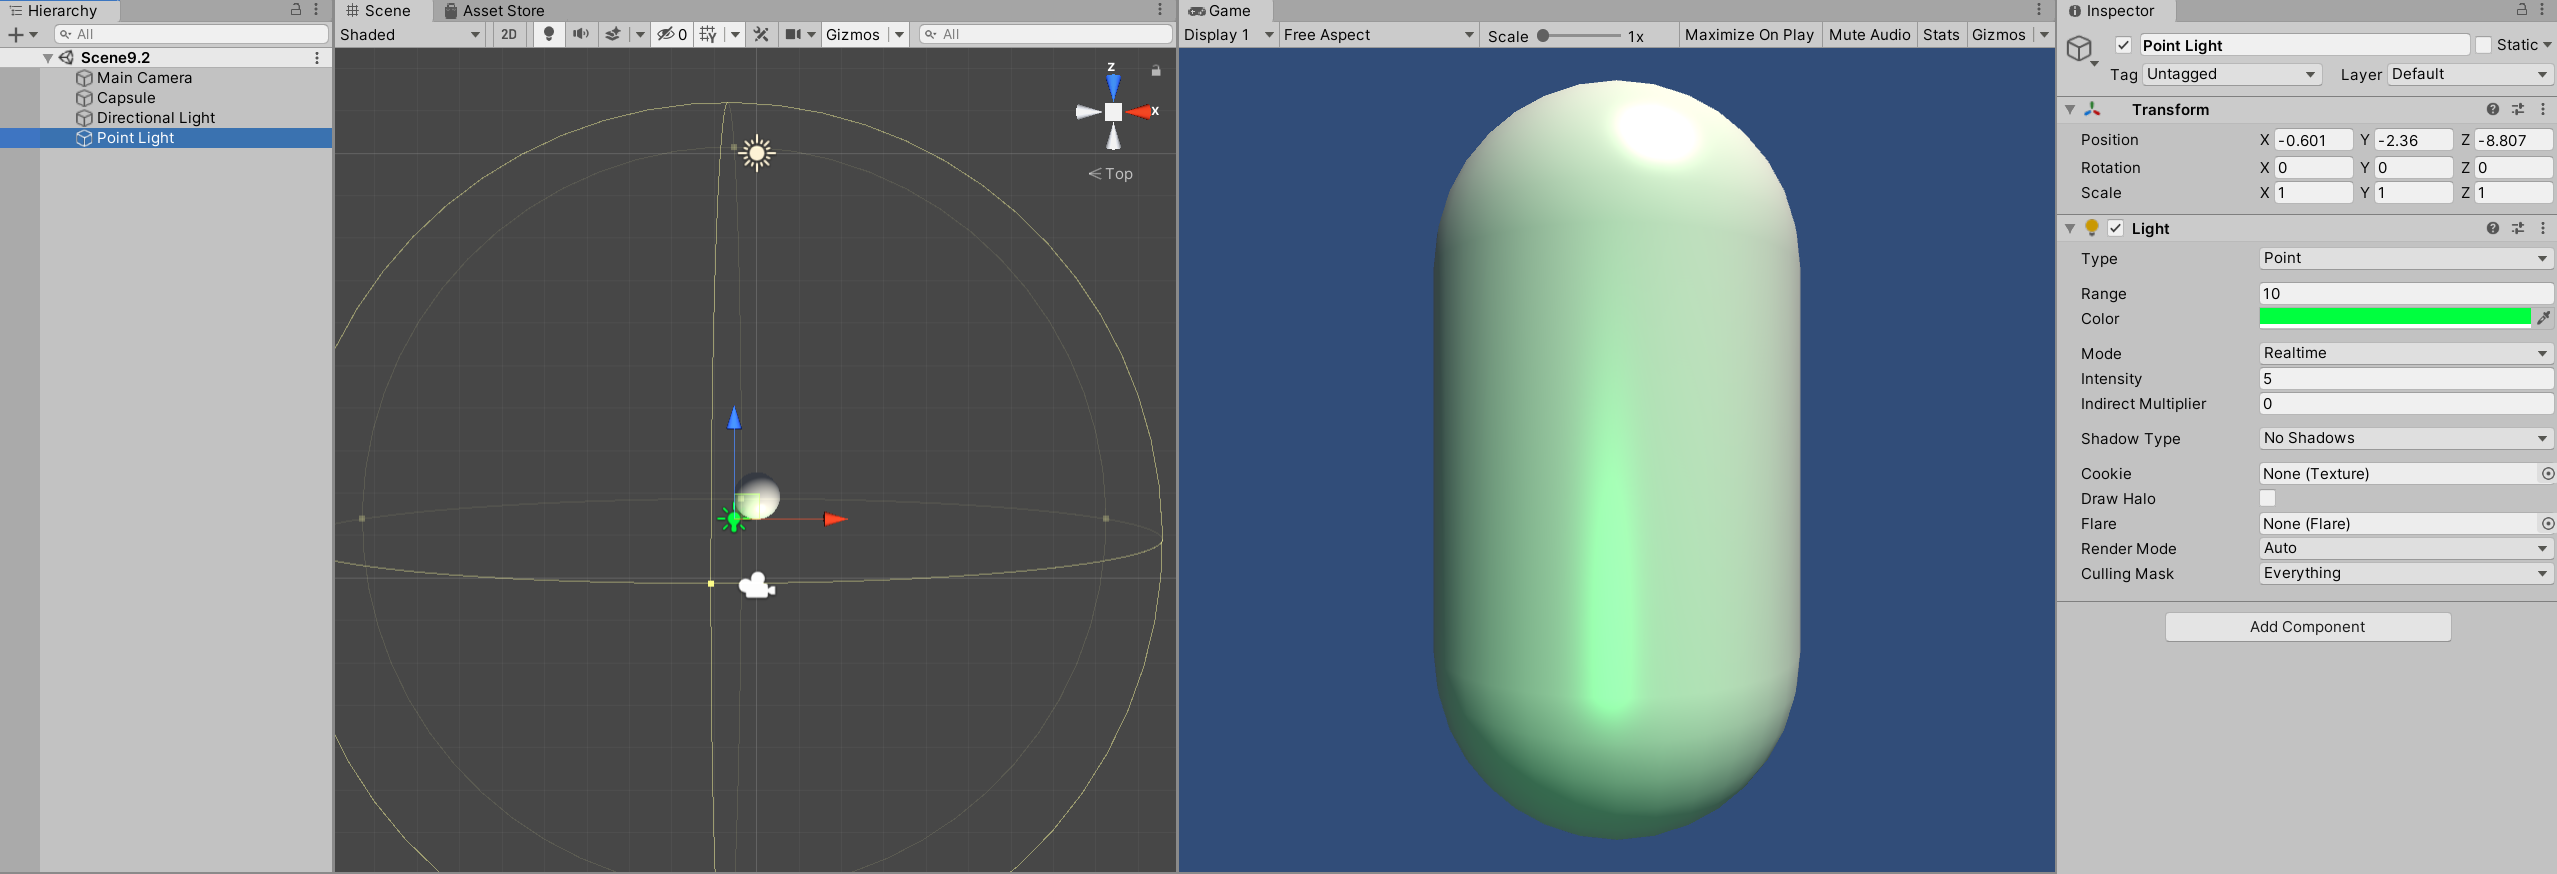 Hierarchy
All
Scene9.2
Main Camera
Capsule
Directional Light
Point Light
Scene
Asset Store
Shaded
2D
0
Gizmos
All
z
x
Top
Game
Display 1
Free Aspect
Scale
1x
Maximize On Play
Mute Audio
Stats
Gizmos
Inspector
Point Light
Static
Tag
Untagged
Layer
Default
Transform
Position X -0.601 Y -2.36 Z -8.807
Rotation X 0 Y 0 Z 0
Scale X 1 Y 1 Z 1
Light
Type Point
Range 10
Color
Mode Realtime
Intensity 5
Indirect Multiplier 0
Shadow Type No Shadows
Cookie None (Texture)
Draw Halo
Flare None (Flare)
Render Mode Auto
Culling Mask Everything
Add Component